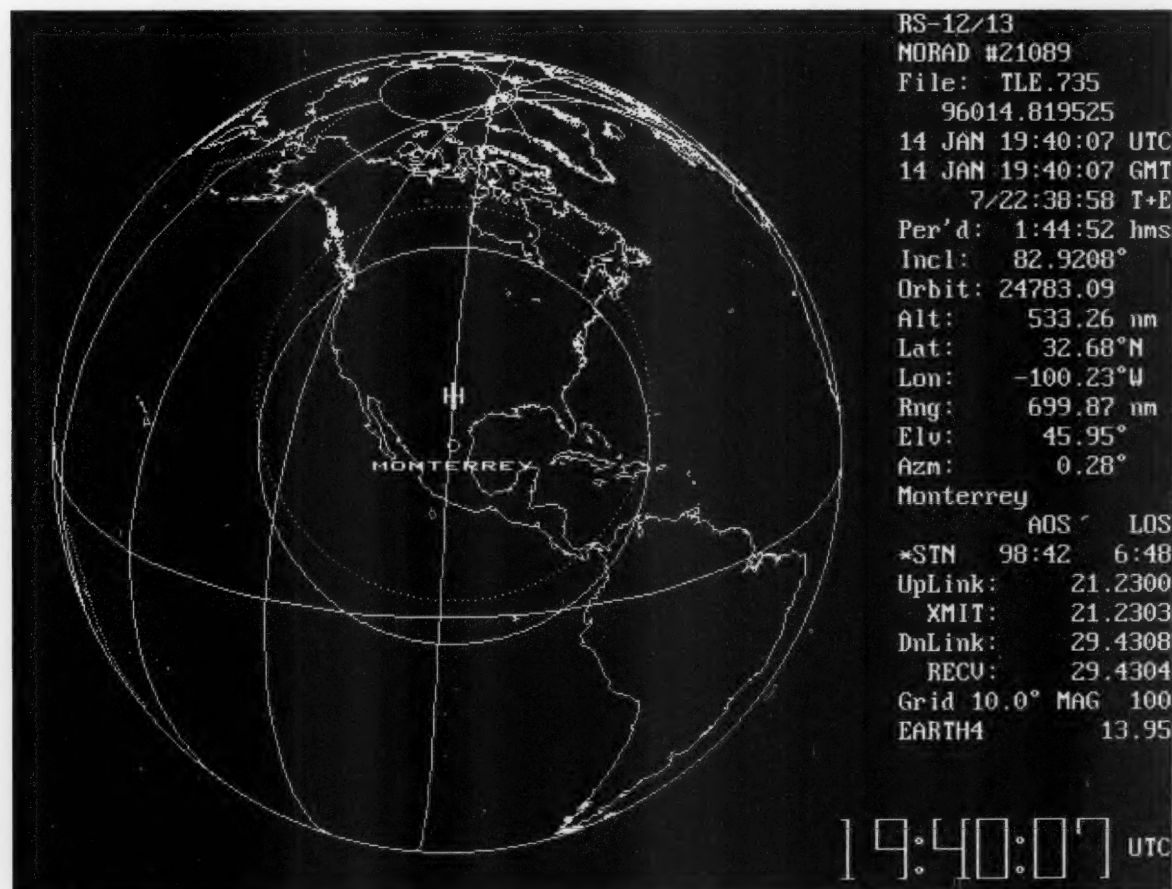 RS-12/13
NORAD #21089
File: TLE.735
96014.819525
14 JAN 19:40:07 UTC
14 JAN 19:40:07 GMT
7/22:38:58 T+E
Per'd: 1:44:52 hms
Incl: 82.9208°
Orbit: 24783.09
Alt: 533.26 nm
Lat: 32.68°N
Lon: -100.23°W
Rng: 699.87 nm
Elv: 45.95°
Azm: 0.28°
Monterrey
AOS LOS
*STN 98:42 6:48
UpLink: 21.2300
XMIT: 21.2303
DnLink: 29.4308
RECV: 29.4304
Grid 10.0° MAG 100
EARTH4 13.95
MONTERREY
19:40:07 UTC